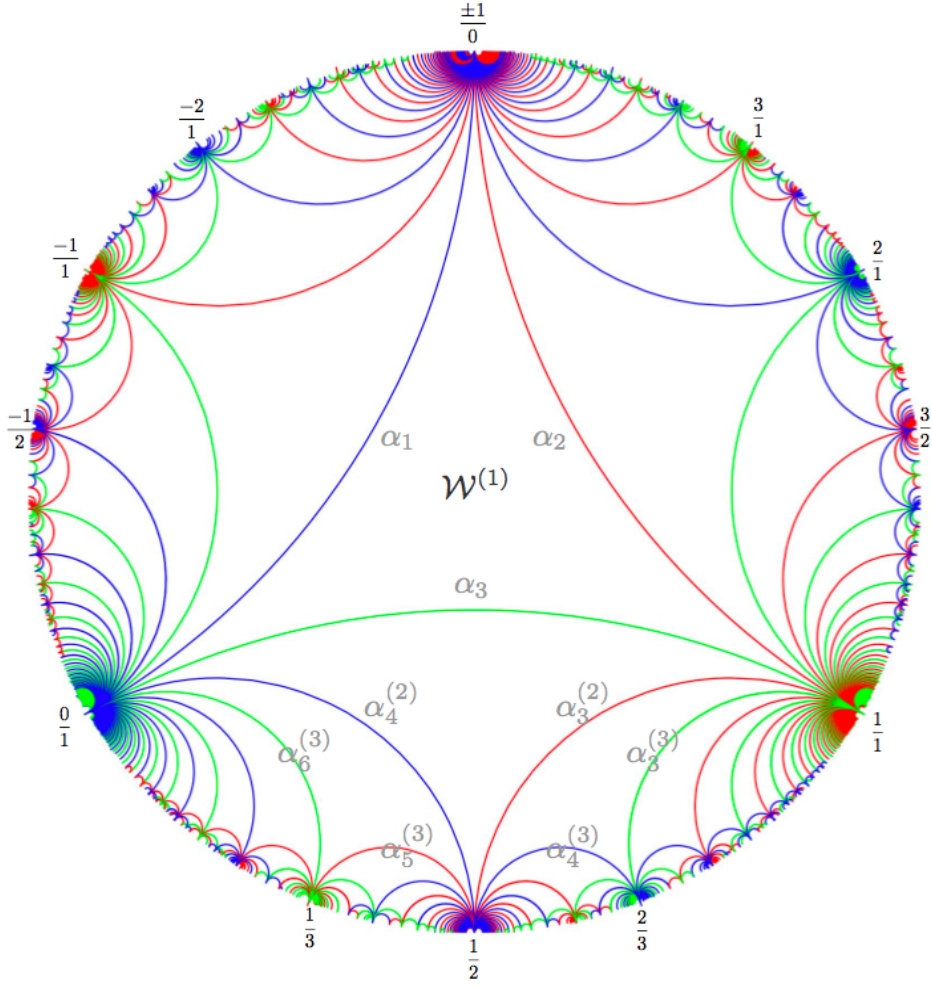 ±1/0
-2/1
3/1
-1/1
2/1
-1/2
α₁
α₂
3/2
𝒲⁽¹⁾
α₃
0/1
α₄⁽²⁾
α₃⁽²⁾
1/1
α₆⁽³⁾
α₃⁽³⁾
α₅⁽³⁾
α₄⁽³⁾
1/3
2/3
1/2